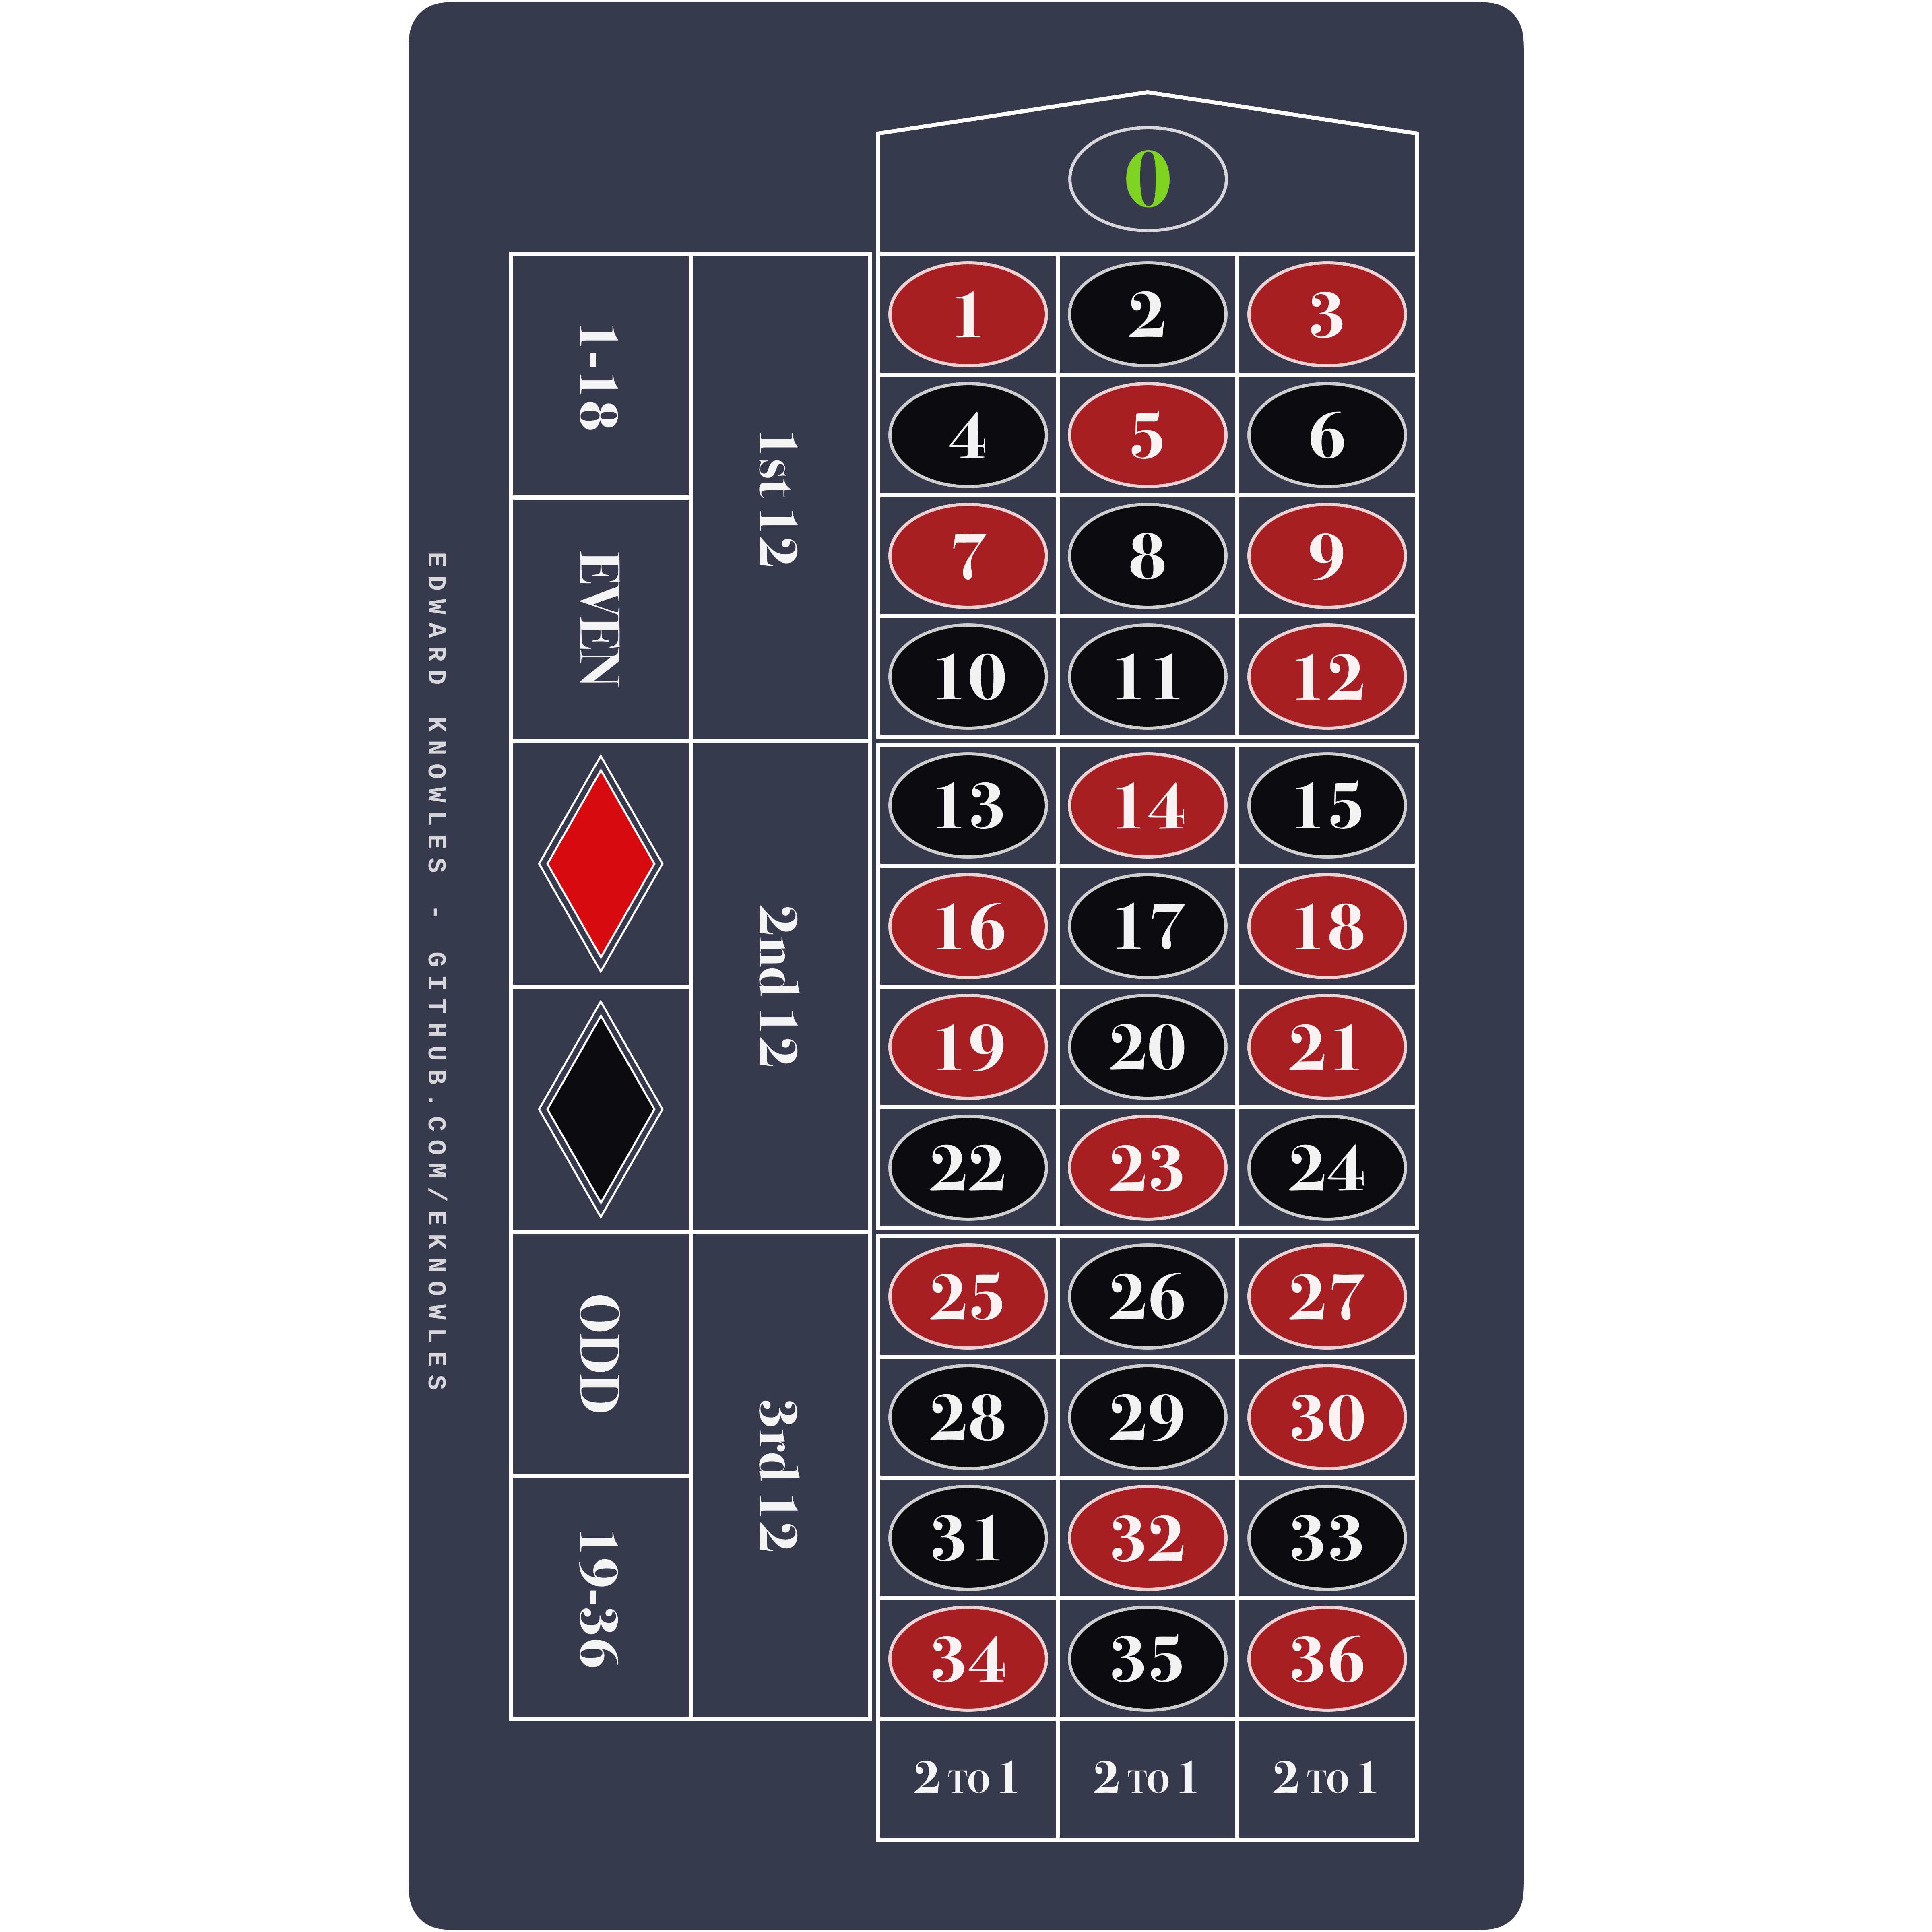 0
1 2 3
4 5 6
7 8 9
10 11 12
13 14 15
16 17 18
19 20 21
22 23 24
25 26 27
28 29 30
31 32 33
34 35 36
2 TO 1 2 TO 1 2 TO 1
1st 12
2nd 12
3rd 12
1-18
EVEN
ODD
19-36
EDWARD KNOWLES - GITHUB.COM/EKNOWLES